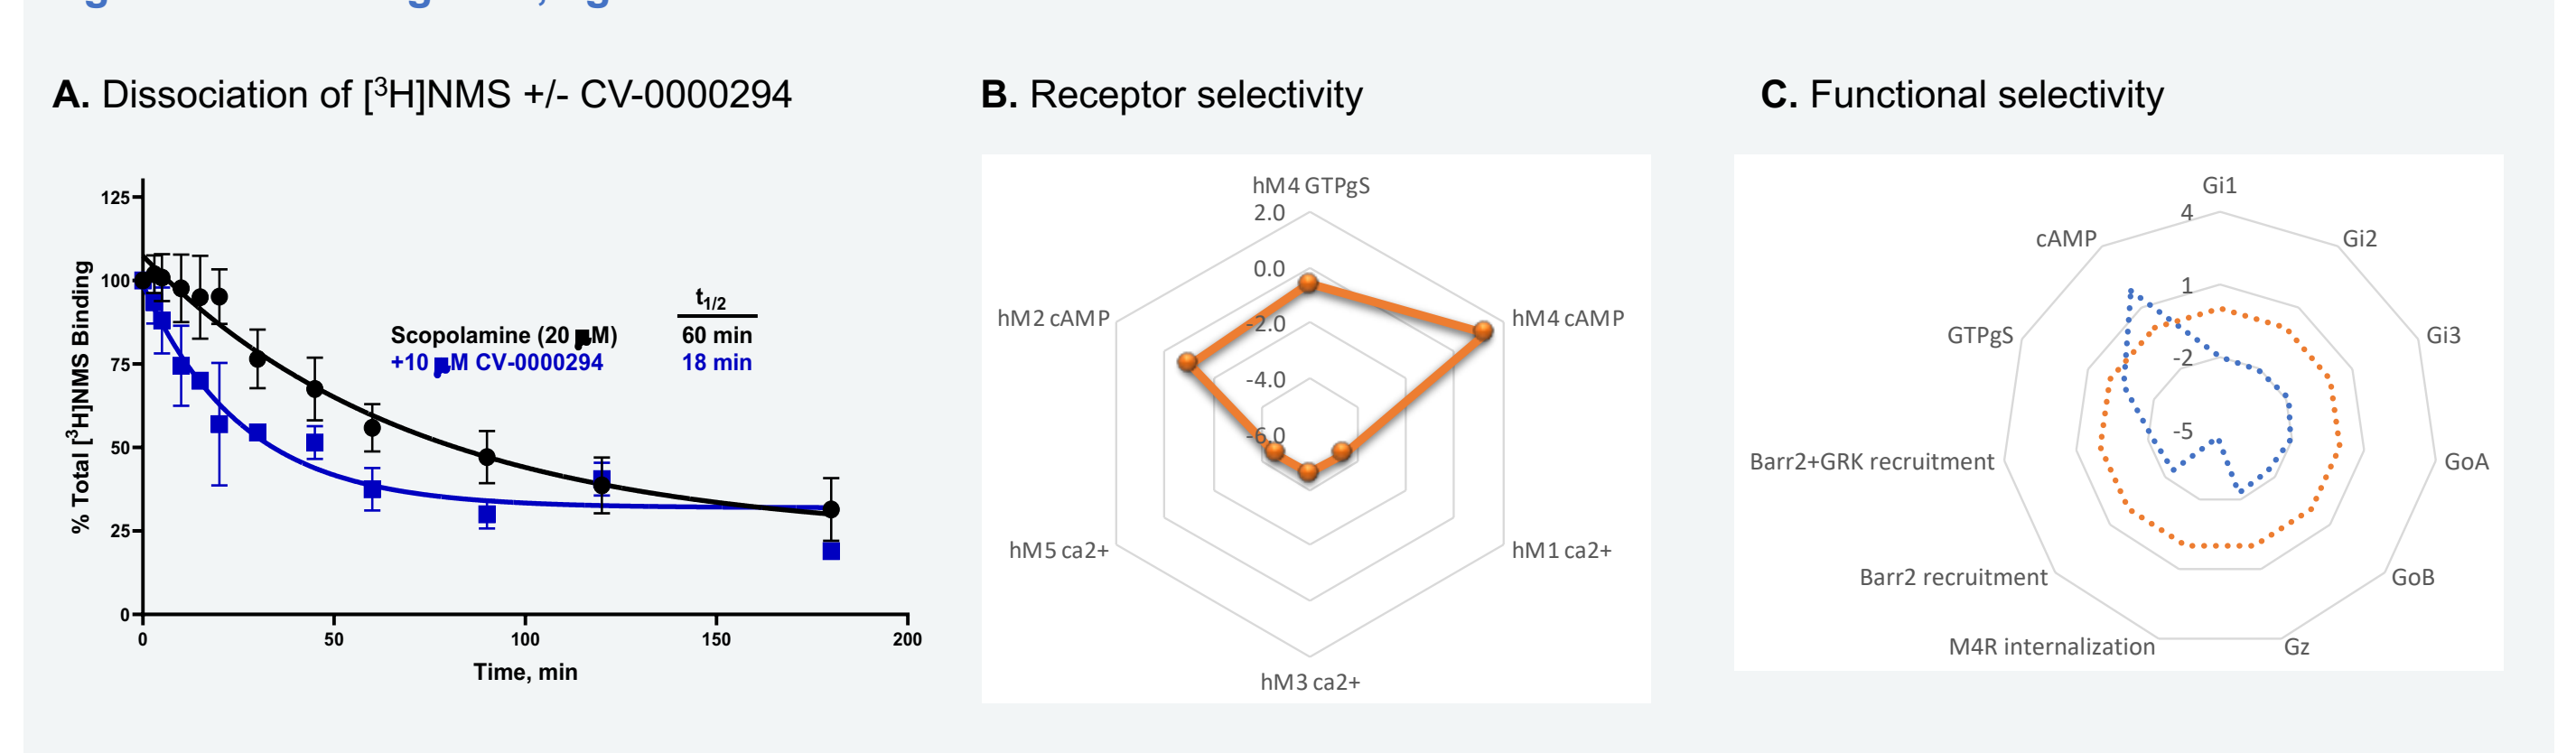 A. Dissociation of [³H]NMS +/- CV-0000294
125
100
75
50
25
0
0
50
100
150
200
% Total [³H]NMS Binding
Time, min
t1/2
Scopolamine (20 M) 60 min
+10 M CV-0000294 18 min
B. Receptor selectivity
hM4 GTPgS
2.0
0.0
-2.0
-4.0
-6.0
hM4 cAMP
hM1 ca2+
hM3 ca2+
hM5 ca2+
hM2 cAMP
C. Functional selectivity
Gi1
4
1
-2
-5
Gi2
Gi3
GoA
GoB
Gz
M4R internalization
Barr2 recruitment
Barr2+GRK recruitment
GTPgS
cAMP